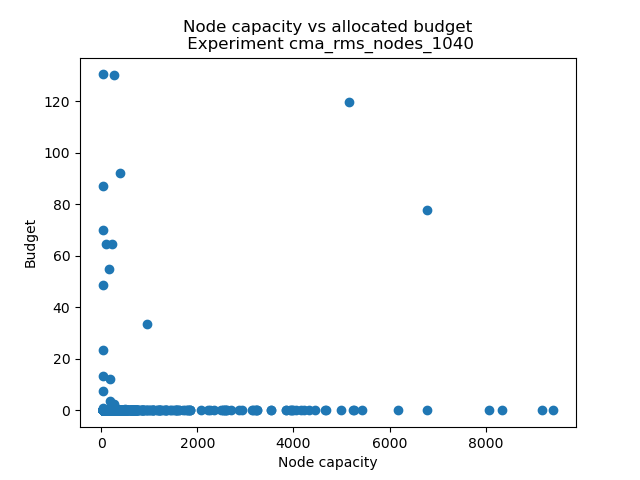 Node capacity vs allocated budget
Experiment cma_rms_nodes_1040
120
100
80
60
40
20
0
Budget
0 2000 4000 6000 8000
Node capacity